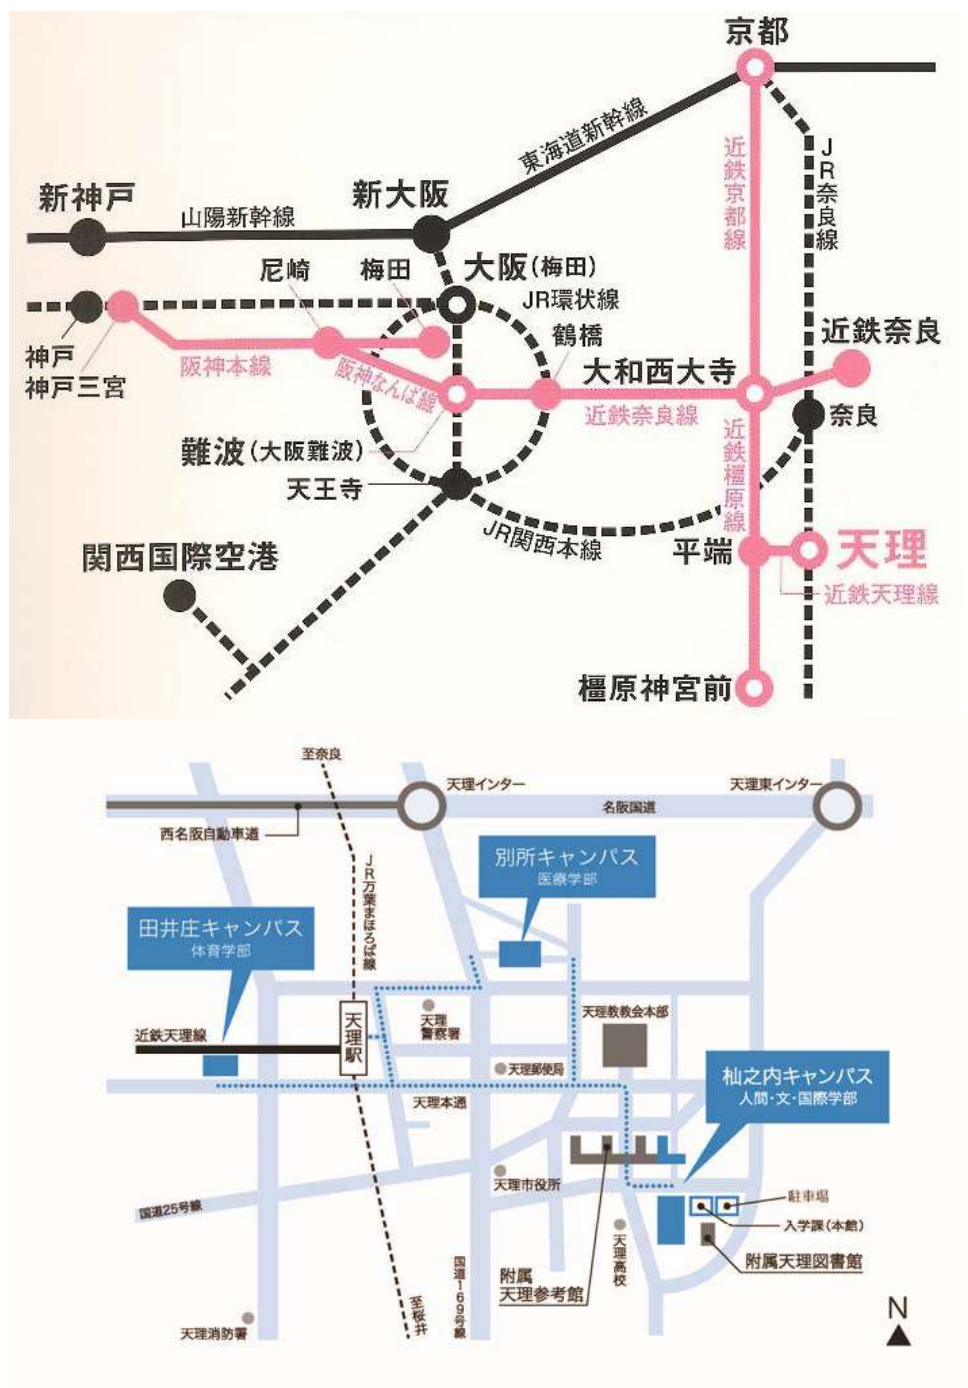 京都
東海道新幹線
近鉄京都線
JR奈良線
新神戸
山陽新幹線
新大阪
尼崎
梅田
大阪(梅田)
JR環状線
鶴橋
近鉄奈良
神戸
神戸三宮
阪神本線
阪神なんば線
大和西大寺
近鉄奈良線
奈良
難波(大阪難波)
近鉄橿原線
天王寺
JR関西本線
関西国際空港
平端
天理
近鉄天理線
橿原神宮前
至奈良
天理インター
天理東インター
名阪国道
西名阪自動車道
別所キャンパス
医療学部
JR万葉まほろば線
田井庄キャンパス
体育学部
天理
警察署
天理教教会本部
近鉄天理線
天理駅
天理郵便局
杣之内キャンパス
人間・文・国際学部
天理本通
天理市役所
駐車場
国道25号線
入学課(本館)
天理高校
附属天理図書館
国道169号線
附属
天理参考館
至桜井
天理消防署
N